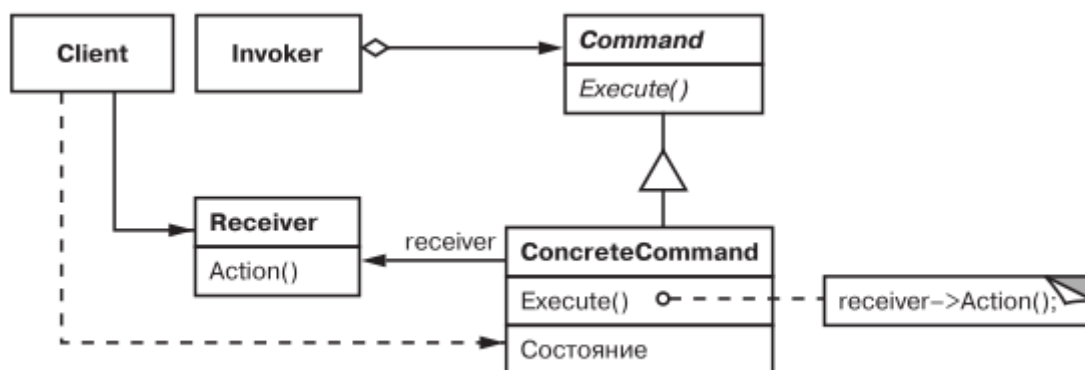 Client
Invoker
Command
Execute()
Receiver
Action()
receiver
ConcreteCommand
Execute()
receiver–>Action();
Состояние